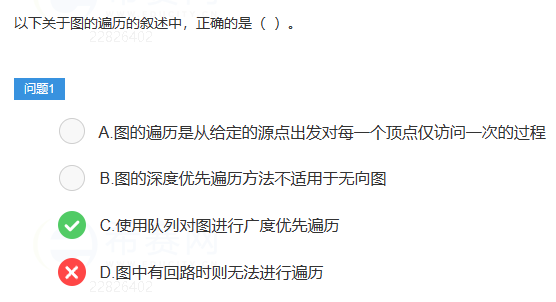 以下关于图的遍历的叙述中，正确的是（ ）。
22826402
问题1
A.图的遍历是从给定的源点出发对每一个顶点仅访问一次的过程
B.图的深度优先遍历方法不适用于无向图
C.使用队列对图进行广度优先遍历
D.图中有回路时则无法进行遍历
22826402